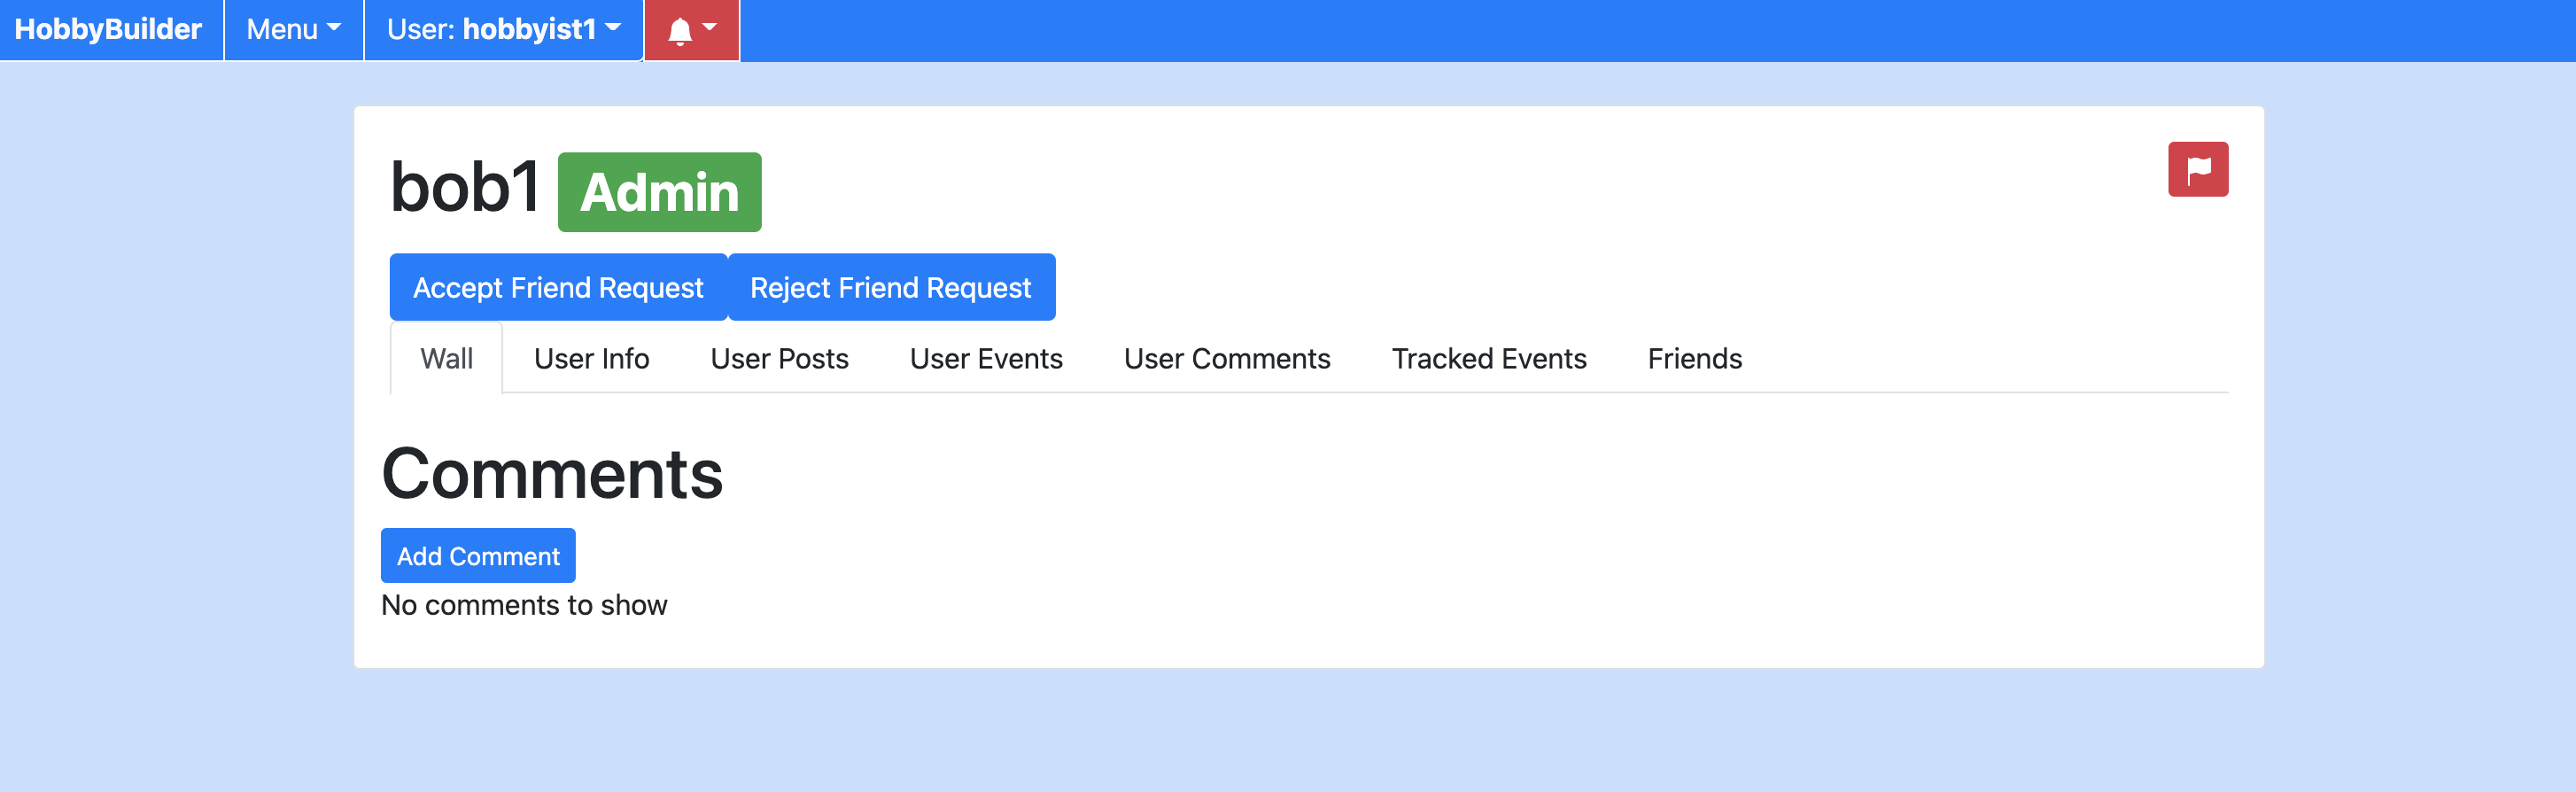 HobbyBuilder Menu User: hobbyist1
bob1 Admin
Accept Friend Request Reject Friend Request
Wall User Info User Posts User Events User Comments Tracked Events Friends
Comments
Add Comment
No comments to show